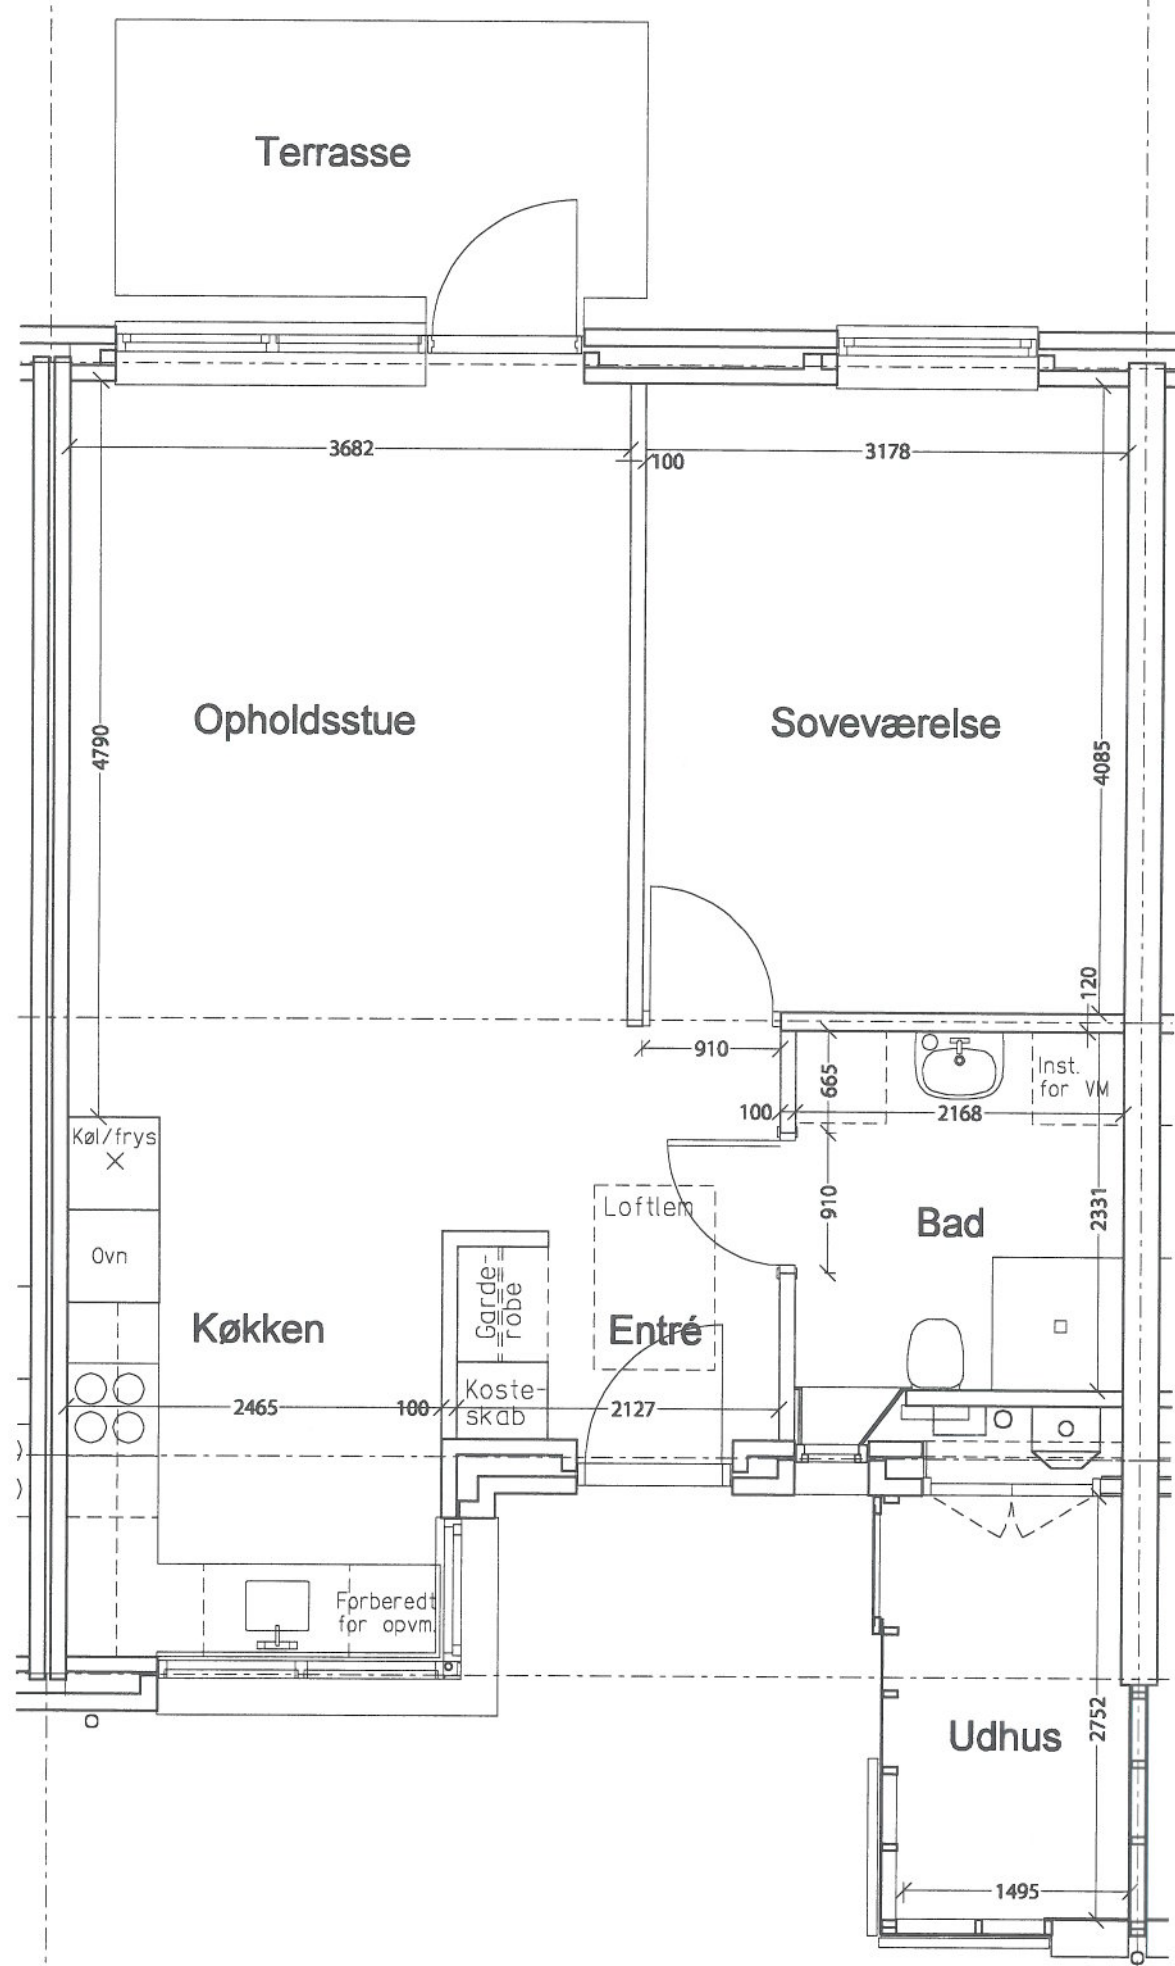 Terrasse
3682
100
3178
Opholdsstue
Soveværelse
4790
4085
120
910
665
Inst.
for VM
100
2168
Køl/frys
Loftlem
910
Bad
2331
Ovn
Garde-
robe
Køkken
Entré
Koste-
skab
2465
100
2127
Forberedt
for opvm.
Udhus
2752
1495